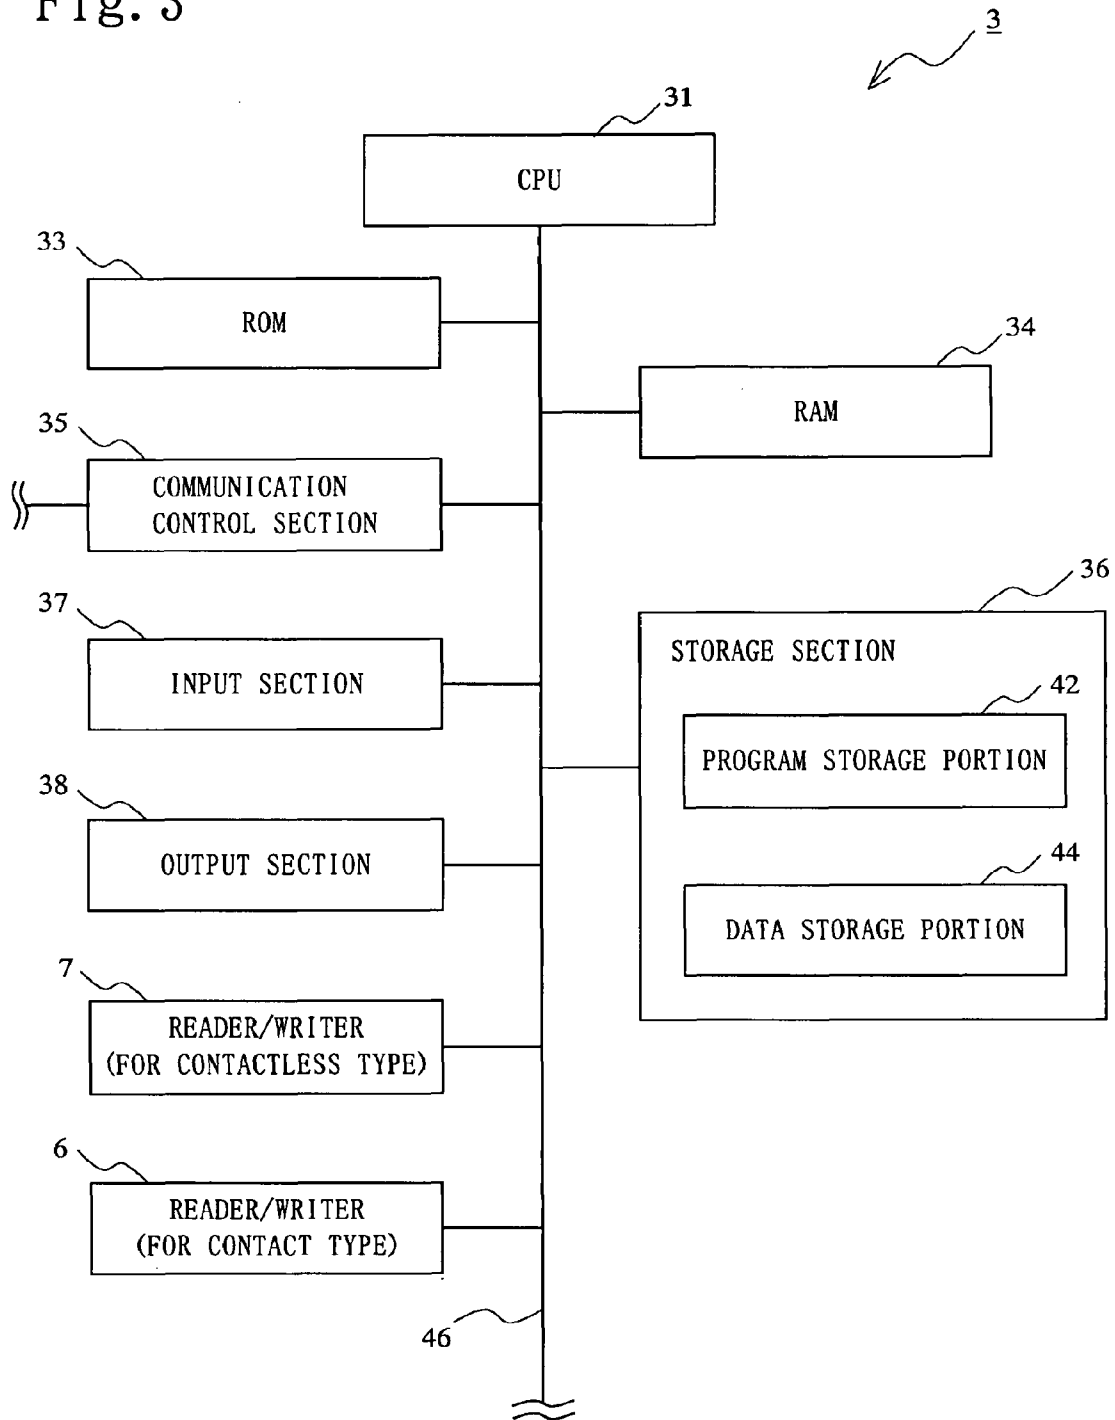 Fig. 3
3
31
CPU
33
ROM
34
RAM
35
COMMUNICATION
CONTROL SECTION
36
STORAGE SECTION
37
INPUT SECTION
42
PROGRAM STORAGE PORTION
38
OUTPUT SECTION
44
DATA STORAGE PORTION
7
READER/WRITER
(FOR CONTACTLESS TYPE)
6
READER/WRITER
(FOR CONTACT TYPE)
46